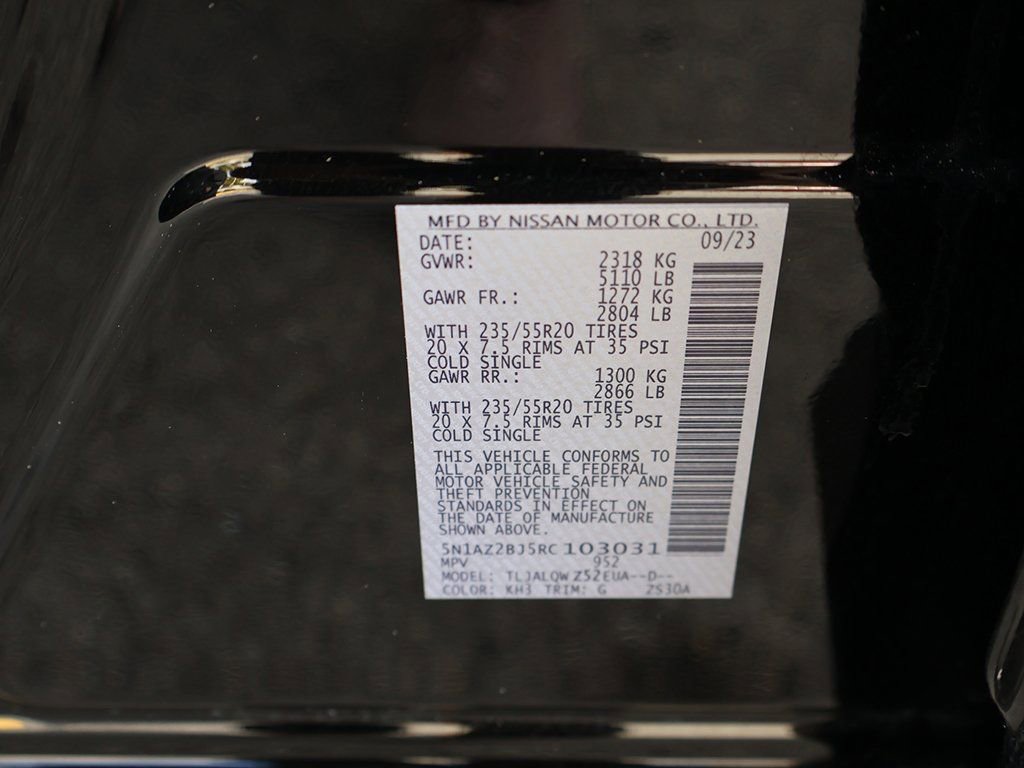 MFD BY NISSAN MOTOR CO., LTD.
DATE: 09/23
GVWR: 2318 KG
5110 LB
GAWR FR.: 1272 KG
2804 LB
WITH 235/55R20 TIRES
20 X 7.5 RIMS AT 35 PSI
COLD SINGLE
GAWR RR.: 1300 KG
2866 LB
WITH 235/55R20 TIRES
20 X 7.5 RIMS AT 35 PSI
COLD SINGLE
THIS VEHICLE CONFORMS TO
ALL APPLICABLE FEDERAL
MOTOR VEHICLE SAFETY AND
THEFT PREVENTION
STANDARDS IN EFFECT ON
THE DATE OF MANUFACTURE
SHOWN ABOVE.
5N1AZ2BJ5RC103031
MPV 952
MODEL: TLJALQW Z52EUA--D--
COLOR: KH3 TRIM: G ZS30A